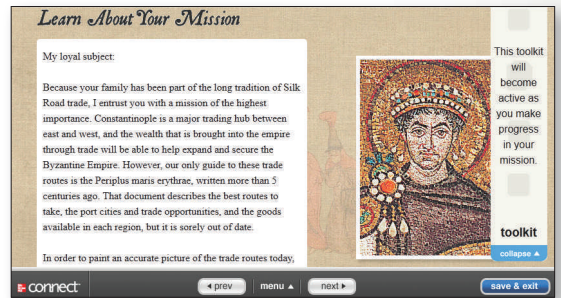 Learn About Your Mission
My loyal subject:
Because your family has been part of the long tradition of Silk
Road trade, I entrust you with a mission of the highest
importance. Constantinople is a major trading hub between
east and west, and the wealth that is brought into the empire
through trade will be able to help expand and secure the
Byzantine Empire. However, our only guide to these trade
routes is the Periplus maris erythrae, written more than 5
centuries ago. That document describes the best routes to
take, the port cities and trade opportunities, and the goods
available in each region, but it is sorely out of date.
In order to paint an accurate picture of the trade routes today,
This toolkit
will
become
active as
you make
progress
in your
mission.
toolkit
collapse
connect
prev
menu
next
save & exit